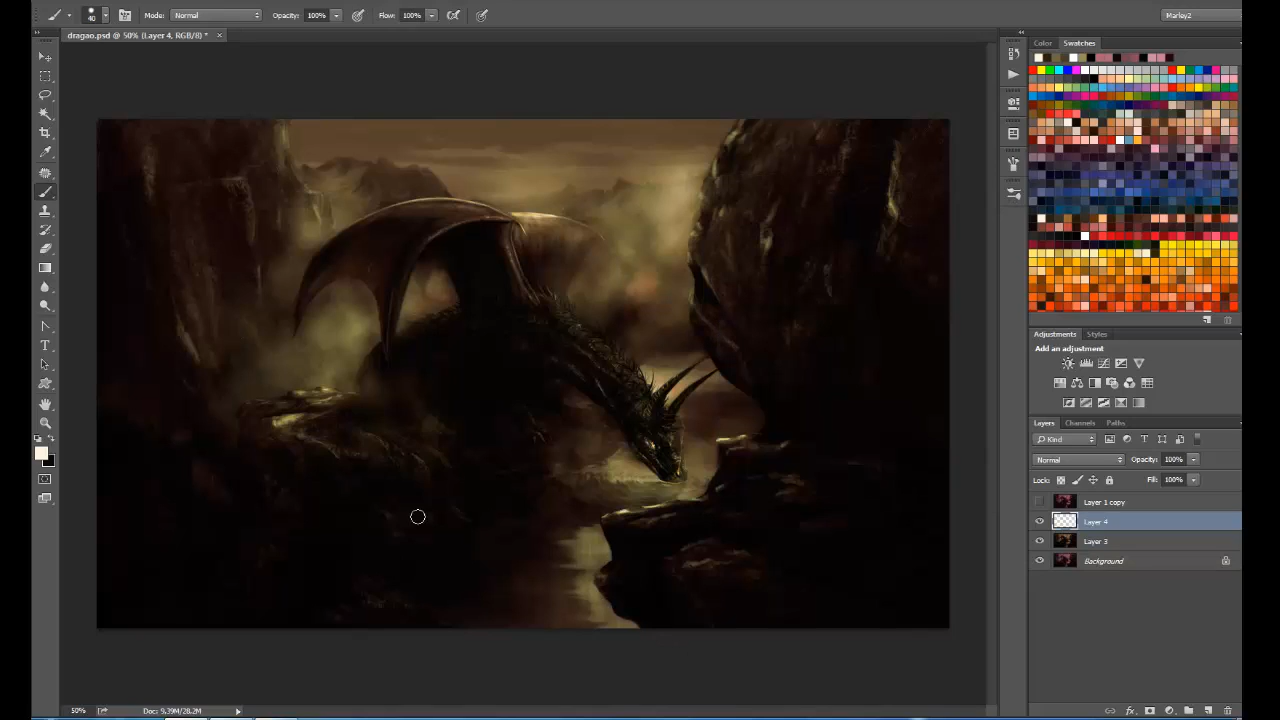 40 Mode: Normal Opacity: 100% Flow: 100% Marley2
dragao.psd @ 50% (Layer 4, RGB/8) * ×
Color Swatches
Adjustments Styles
Add an adjustment
Layers Channels Paths
Kind
Normal Opacity: 100%
Lock: Fill: 100%
Layer 1 copy
Layer 4
Layer 3
Background
50% Doc: 9,39M/28,2M